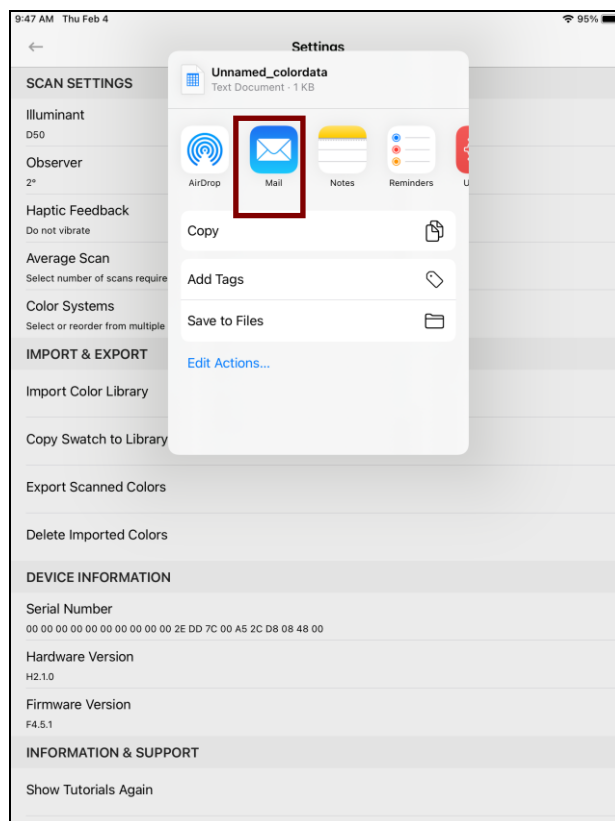 9:47 AM Thu Feb 4
95%
Settings
Unnamed_colordata
Text Document · 1 KB
AirDrop
Mail
Notes
Reminders
U
Copy
Add Tags
Save to Files
Edit Actions...
SCAN SETTINGS
Illuminant
D50
Observer
2°
Haptic Feedback
Do not vibrate
Average Scan
Select number of scans require
Color Systems
Select or reorder from multiple
IMPORT & EXPORT
Import Color Library
Copy Swatch to Library
Export Scanned Colors
Delete Imported Colors
DEVICE INFORMATION
Serial Number
00 00 00 00 00 00 00 00 00 00 2E DD 7C 00 A5 2C D8 08 48 00
Hardware Version
H2.1.0
Firmware Version
F4.5.1
INFORMATION & SUPPORT
Show Tutorials Again